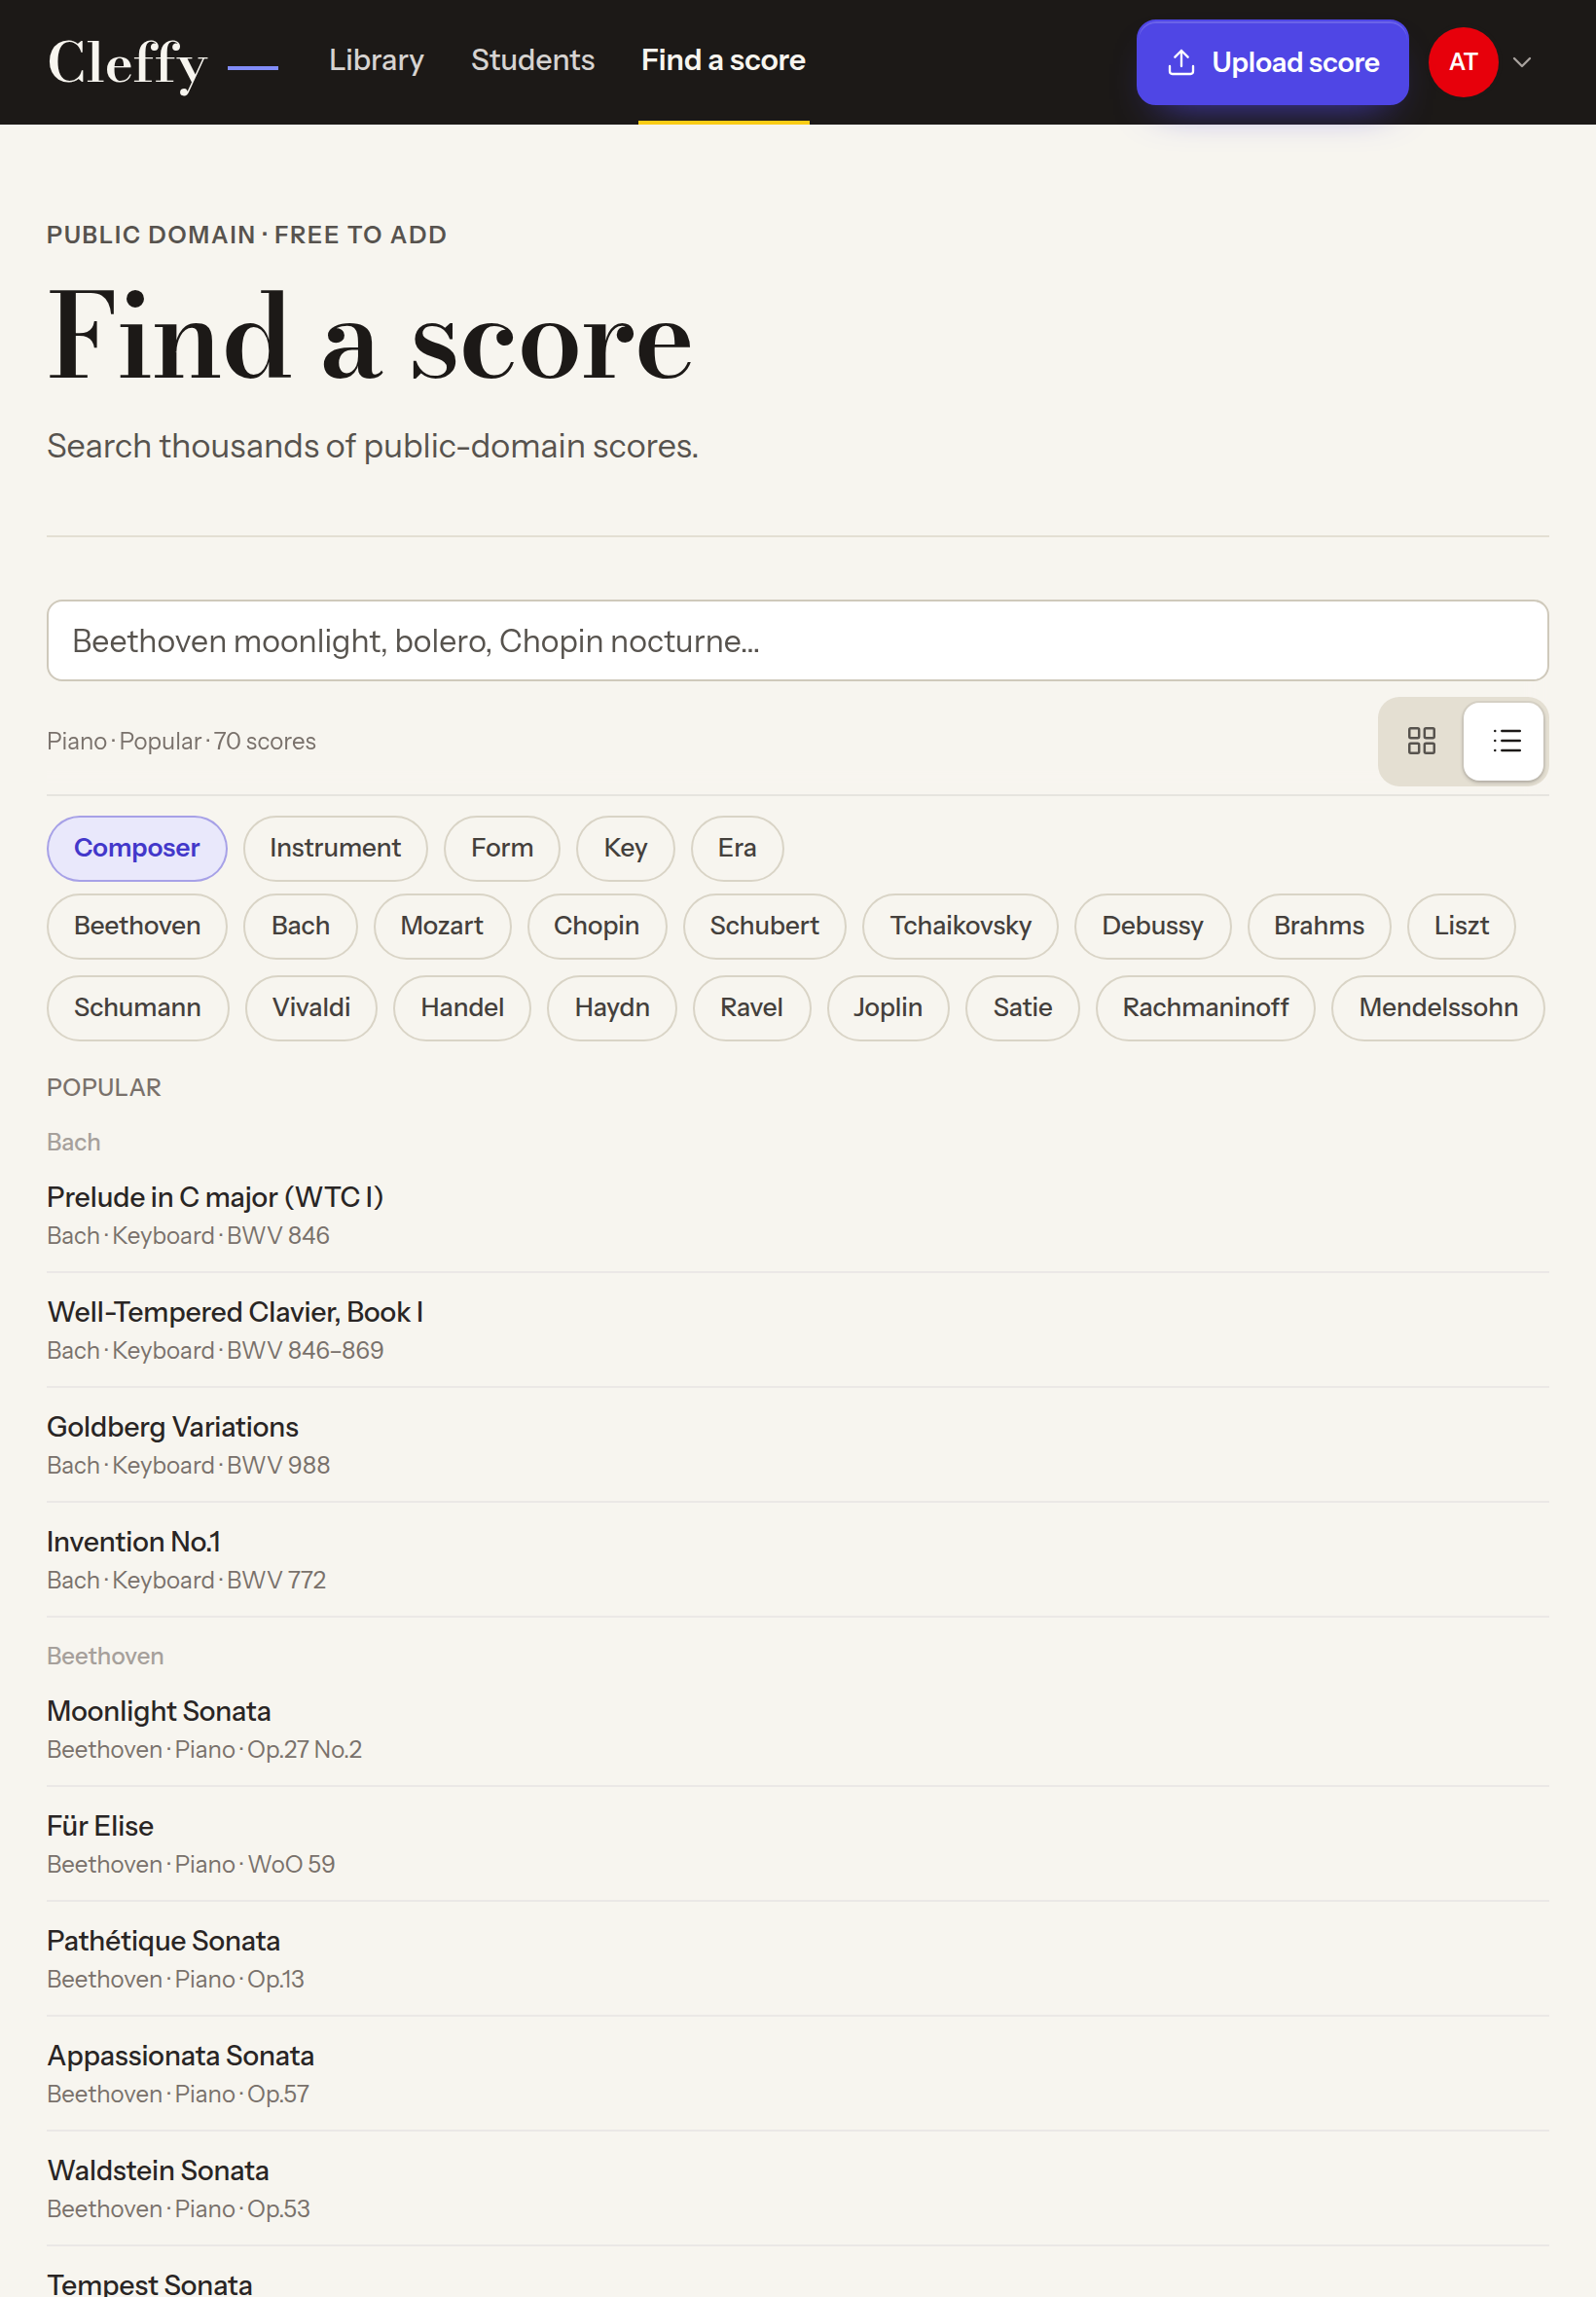 Cleffy
Library
Students
Find a score
Upload score
AT
PUBLIC DOMAIN · FREE TO ADD
Find a score
Search thousands of public-domain scores.
Beethoven moonlight, bolero, Chopin nocturne...
Piano · Popular · 70 scores
Composer
Instrument
Form
Key
Era
Beethoven
Bach
Mozart
Chopin
Schubert
Tchaikovsky
Debussy
Brahms
Liszt
Schumann
Vivaldi
Handel
Haydn
Ravel
Joplin
Satie
Rachmaninoff
Mendelssohn
POPULAR
Bach
Prelude in C major (WTC I)
Bach · Keyboard · BWV 846
Well-Tempered Clavier, Book I
Bach · Keyboard · BWV 846–869
Goldberg Variations
Bach · Keyboard · BWV 988
Invention No.1
Bach · Keyboard · BWV 772
Beethoven
Moonlight Sonata
Beethoven · Piano · Op.27 No.2
Für Elise
Beethoven · Piano · WoO 59
Pathétique Sonata
Beethoven · Piano · Op.13
Appassionata Sonata
Beethoven · Piano · Op.57
Waldstein Sonata
Beethoven · Piano · Op.53
Tempest Sonata